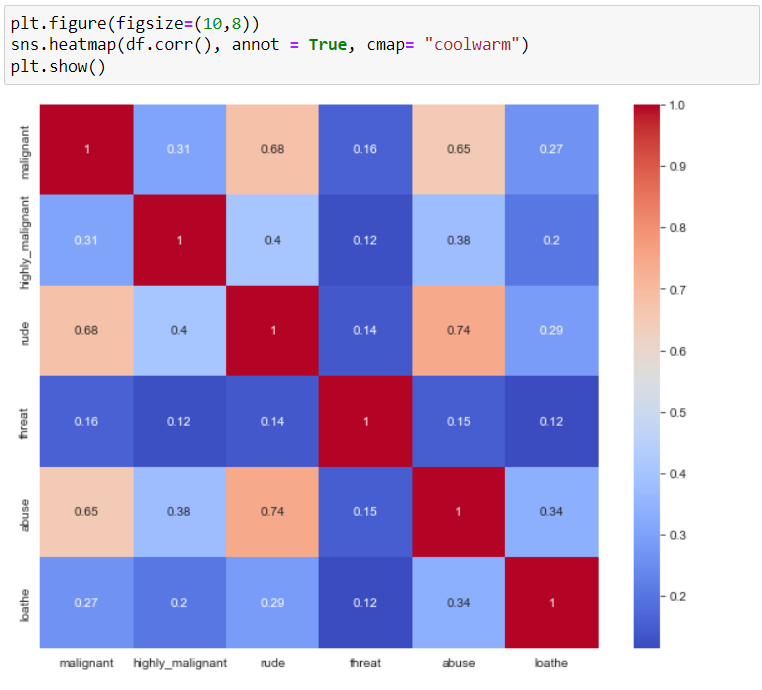 plt.figure(figsize=(10,8))
sns.heatmap(df.corr(), annot = True, cmap= "coolwarm")
plt.show()
malignant 1 0.31 0.68 0.16 0.65 0.27
highly_malignant 0.31 1 0.4 0.12 0.38 0.2
rude 0.68 0.4 1 0.14 0.74 0.29
threat 0.16 0.12 0.14 1 0.15 0.12
abuse 0.65 0.38 0.74 0.15 1 0.34
loathe 0.27 0.2 0.29 0.12 0.34 1
malignant highly_malignant rude threat abuse loathe
1.0
0.9
0.8
0.7
0.6
0.5
0.4
0.3
0.2